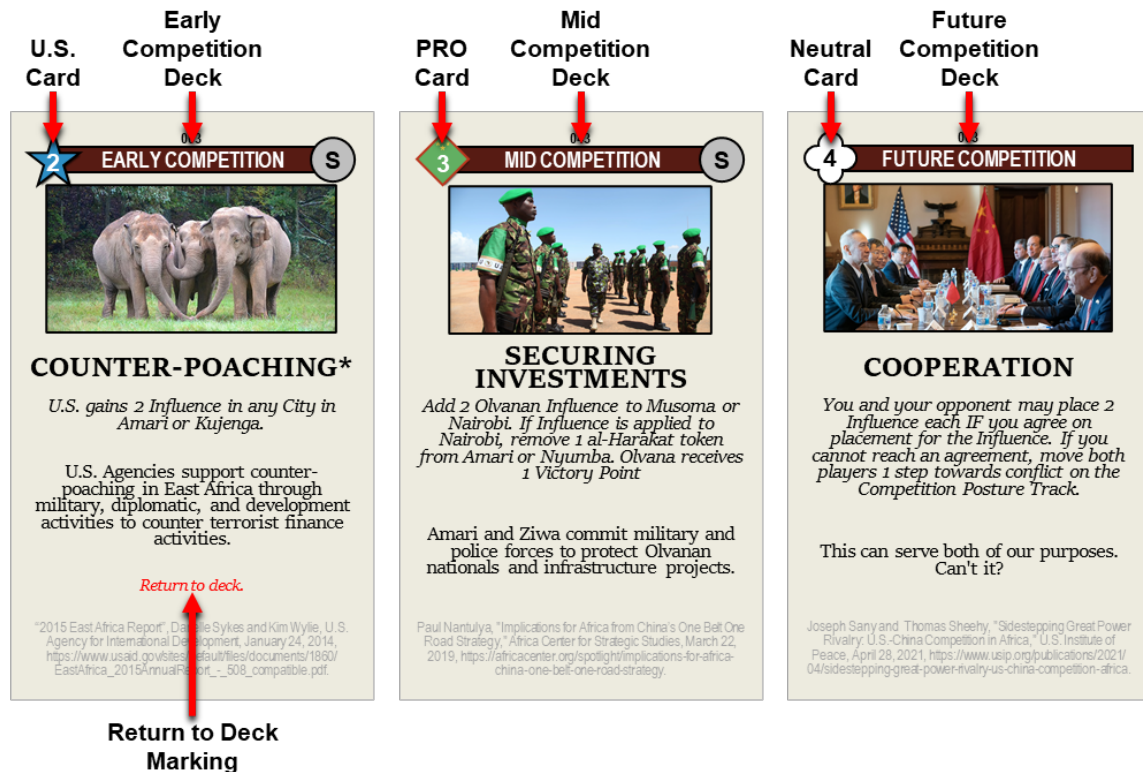 U.S.
Card
Early
Competition
Deck
PRO
Card
Mid
Competition
Deck
Neutral
Card
Future
Competition
Deck
2
EARLY COMPETITION
S
COUNTER-POACHING*
U.S. gains 2 Influence in any City in
Amari or Kujenga.
U.S. Agencies support counter-
poaching in East Africa through
military, diplomatic, and development
activities to counter terrorist finance
activities.
Return to deck.
"2015 East Africa Report", Danielle Sykes and Kim Wylie, U.S.
Agency for International Development, January 24, 2014,
https://www.usaid.gov/sites/default/files/documents/1860/
EastAfrica_2015AnnualReport_-_508_compatible.pdf.
Return to Deck
Marking
3
MID COMPETITION
S
SECURING
INVESTMENTS
Add 2 Olvanan Influence to Musoma or
Nairobi. If Influence is applied to
Nairobi, remove 1 al-Harakat token
from Amari or Nyumba. Olvana receives
1 Victory Point
Amari and Ziwa commit military and
police forces to protect Olvanan
nationals and infrastructure projects.
Paul Nantulya, "Implications for Africa from China's One Belt One
Road Strategy," Africa Center for Strategic Studies, March 22,
2019, https://africacenter.org/spotlight/implications-for-africa-
china-one-belt-one-road-strategy.
4
FUTURE COMPETITION
COOPERATION
You and your opponent may place 2
Influence each IF you agree on
placement for the Influence. If you
cannot reach an agreement, move both
players 1 step towards conflict on the
Competition Posture Track.
This can serve both of our purposes.
Can't it?
Joseph Sany and Thomas Sheehy, "Sidestepping Great Power
Rivalry: U.S.-China Competition in Africa," U.S. Institute of
Peace, April 28, 2021, https://www.usip.org/publications/2021/
04/sidestepping-great-power-rivalry-us-china-competition-africa.